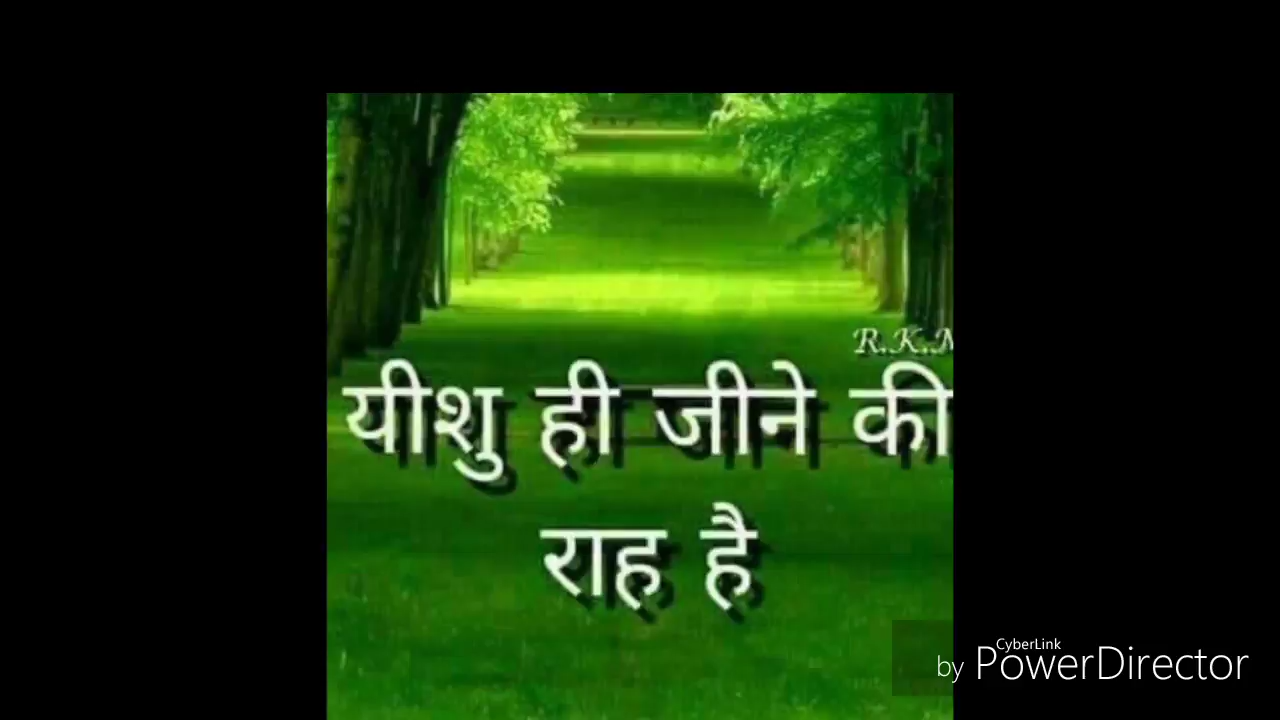 R.K.M
यीशु ही जीने की
राह है
CyberLink
by PowerDirector